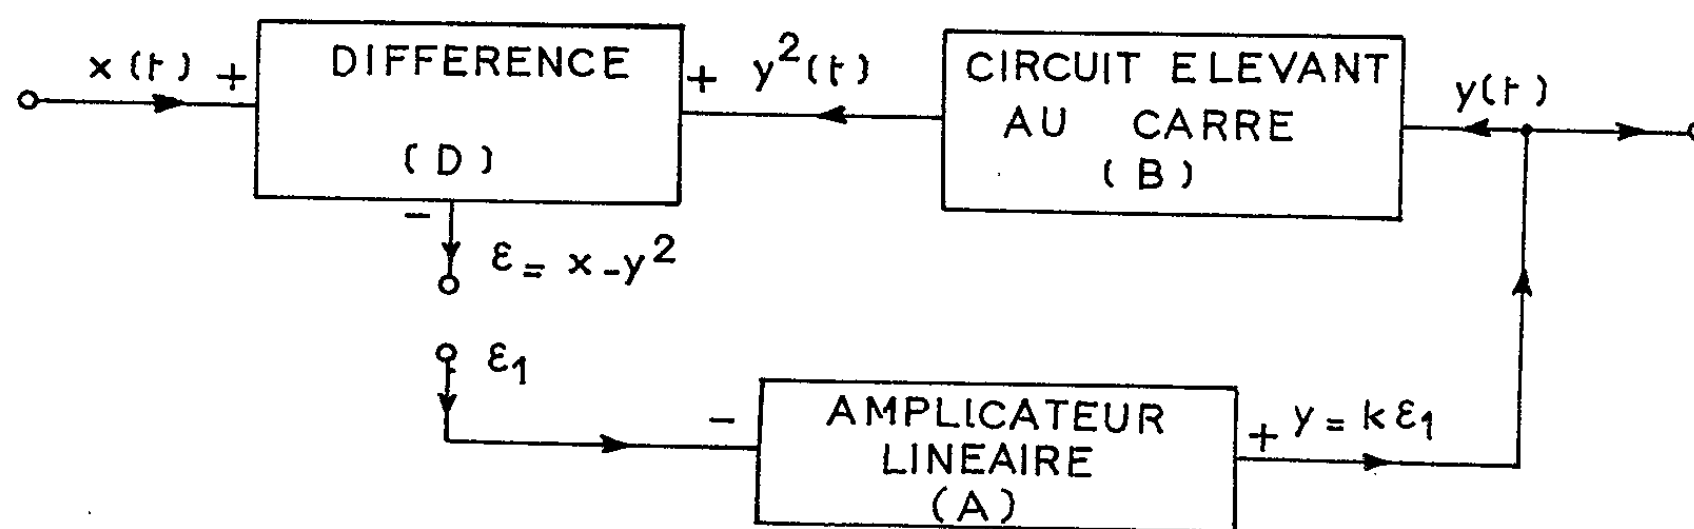 x(t) +
DIFFERENCE
(D)
-
+ y²(t)
CIRCUIT ELEVANT
AU CARRE
(B)
y(t)
ε = x - y²
ε₁
-
AMPLICATEUR
LINEAIRE
(A)
+ y = kε₁